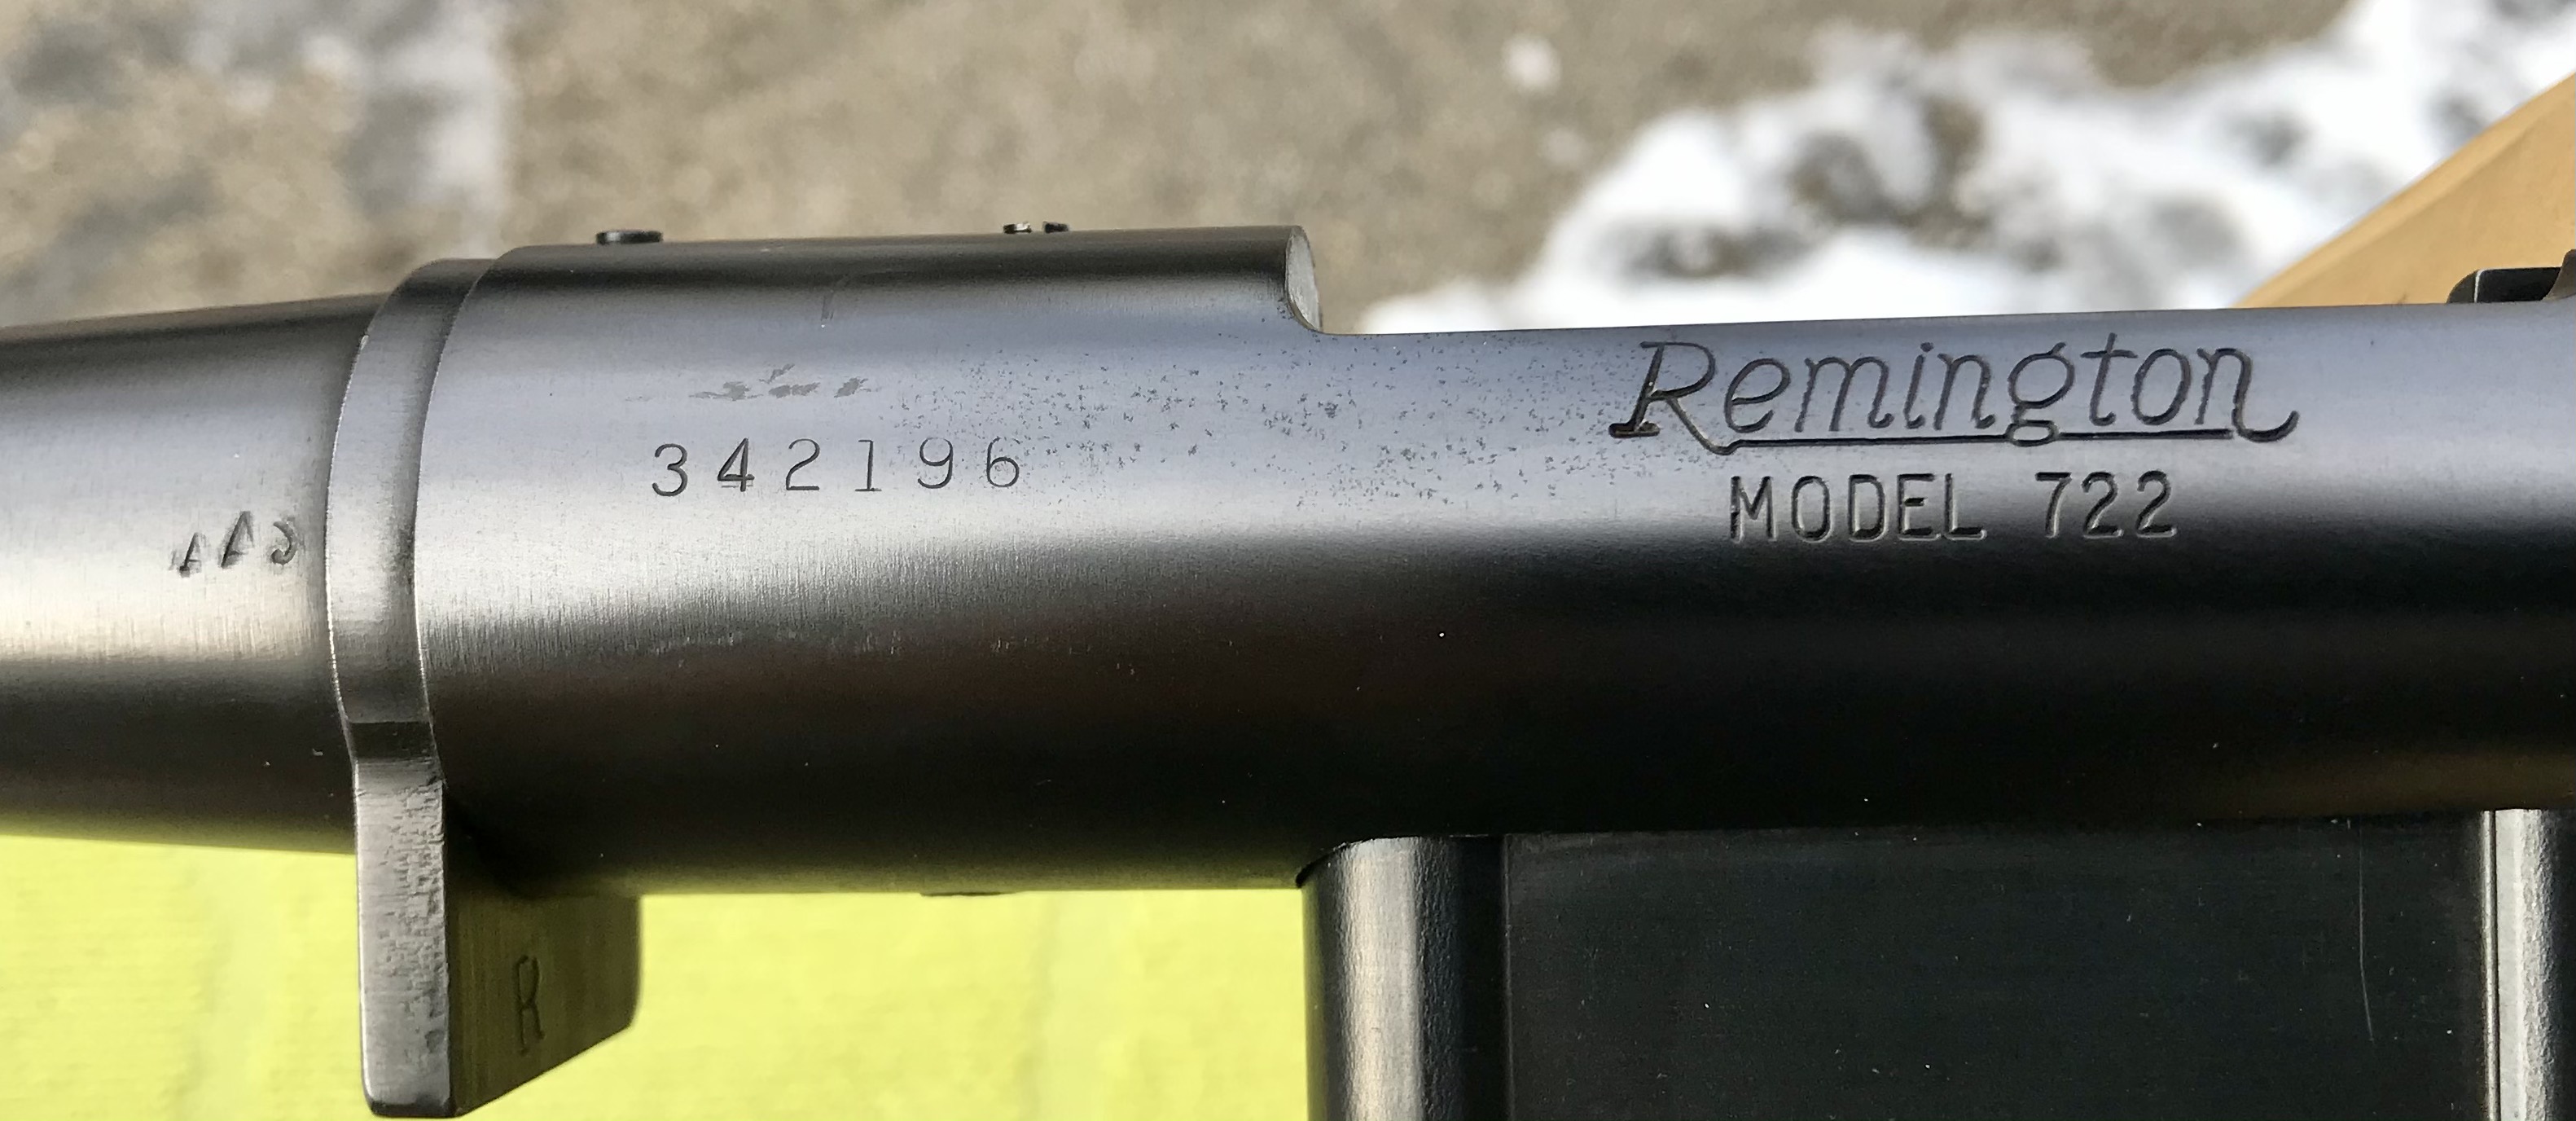 342196
Remington
MODEL 722
R